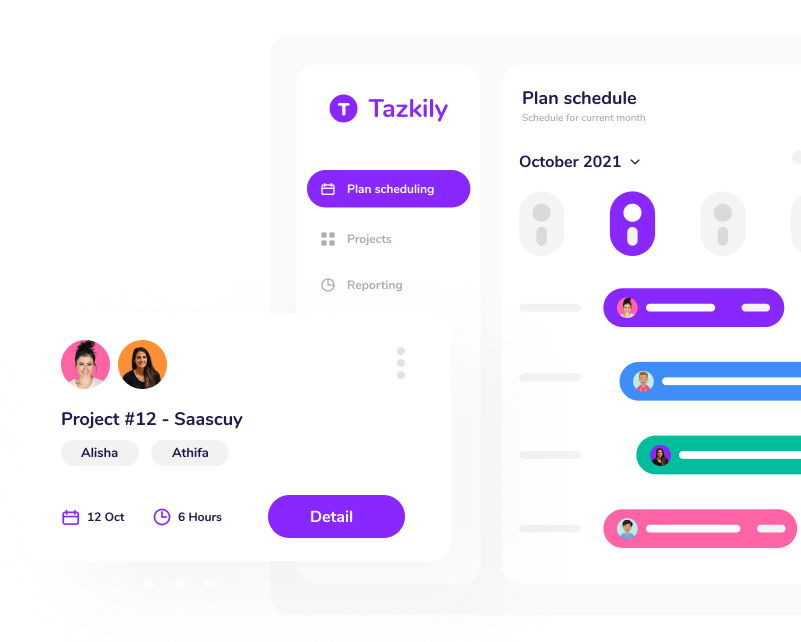 T Tazkily
Plan scheduling
Projects
Reporting
Plan schedule
Schedule for current month
October 2021
Project #12 - Saascuy
Alisha
Athifa
12 Oct
6 Hours
Detail